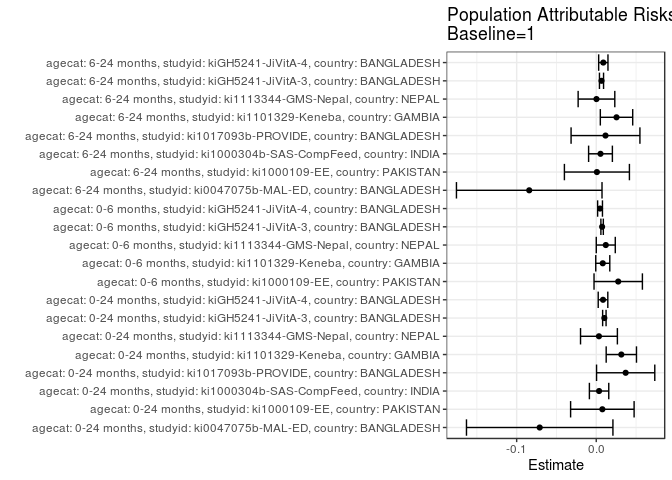 Population Attributable Risks
Baseline=1
agecat: 6-24 months, studyid: kiGH5241-JiVitA-4, country: BANGLADESH
agecat: 6-24 months, studyid: kiGH5241-JiVitA-3, country: BANGLADESH
agecat: 6-24 months, studyid: ki1113344-GMS-Nepal, country: NEPAL
agecat: 6-24 months, studyid: ki1101329-Keneba, country: GAMBIA
agecat: 6-24 months, studyid: ki1017093b-PROVIDE, country: BANGLADESH
agecat: 6-24 months, studyid: ki1000304b-SAS-CompFeed, country: INDIA
agecat: 6-24 months, studyid: ki1000109-EE, country: PAKISTAN
agecat: 6-24 months, studyid: ki0047075b-MAL-ED, country: BANGLADESH
agecat: 0-6 months, studyid: kiGH5241-JiVitA-4, country: BANGLADESH
agecat: 0-6 months, studyid: kiGH5241-JiVitA-3, country: BANGLADESH
agecat: 0-6 months, studyid: ki1113344-GMS-Nepal, country: NEPAL
agecat: 0-6 months, studyid: ki1101329-Keneba, country: GAMBIA
agecat: 0-6 months, studyid: ki1000109-EE, country: PAKISTAN
agecat: 0-24 months, studyid: kiGH5241-JiVitA-4, country: BANGLADESH
agecat: 0-24 months, studyid: kiGH5241-JiVitA-3, country: BANGLADESH
agecat: 0-24 months, studyid: ki1113344-GMS-Nepal, country: NEPAL
agecat: 0-24 months, studyid: ki1101329-Keneba, country: GAMBIA
agecat: 0-24 months, studyid: ki1017093b-PROVIDE, country: BANGLADESH
agecat: 0-24 months, studyid: ki1000304b-SAS-CompFeed, country: INDIA
agecat: 0-24 months, studyid: ki1000109-EE, country: PAKISTAN
agecat: 0-24 months, studyid: ki0047075b-MAL-ED, country: BANGLADESH
-0.1 0.0
Estimate